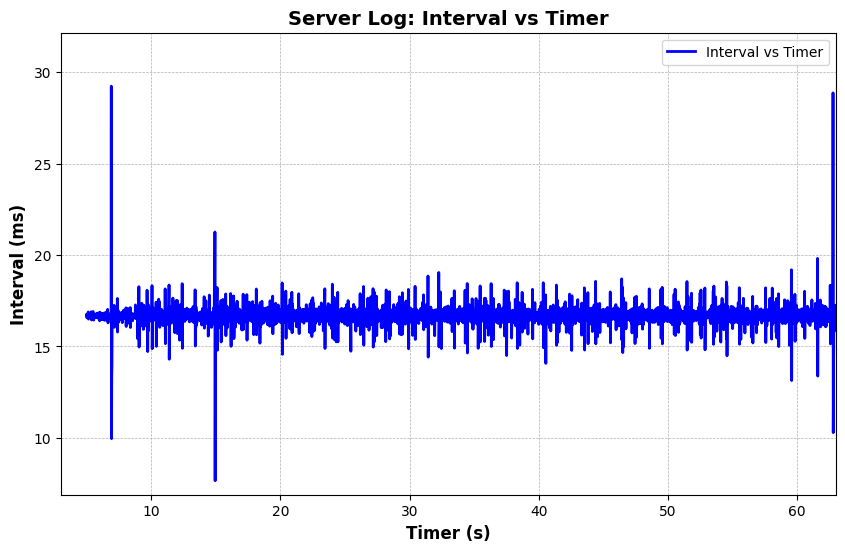 Server Log: Interval vs Timer
Interval vs Timer
30
25
20
15
10
Interval (ms)
10 20 30 40 50 60
Timer (s)